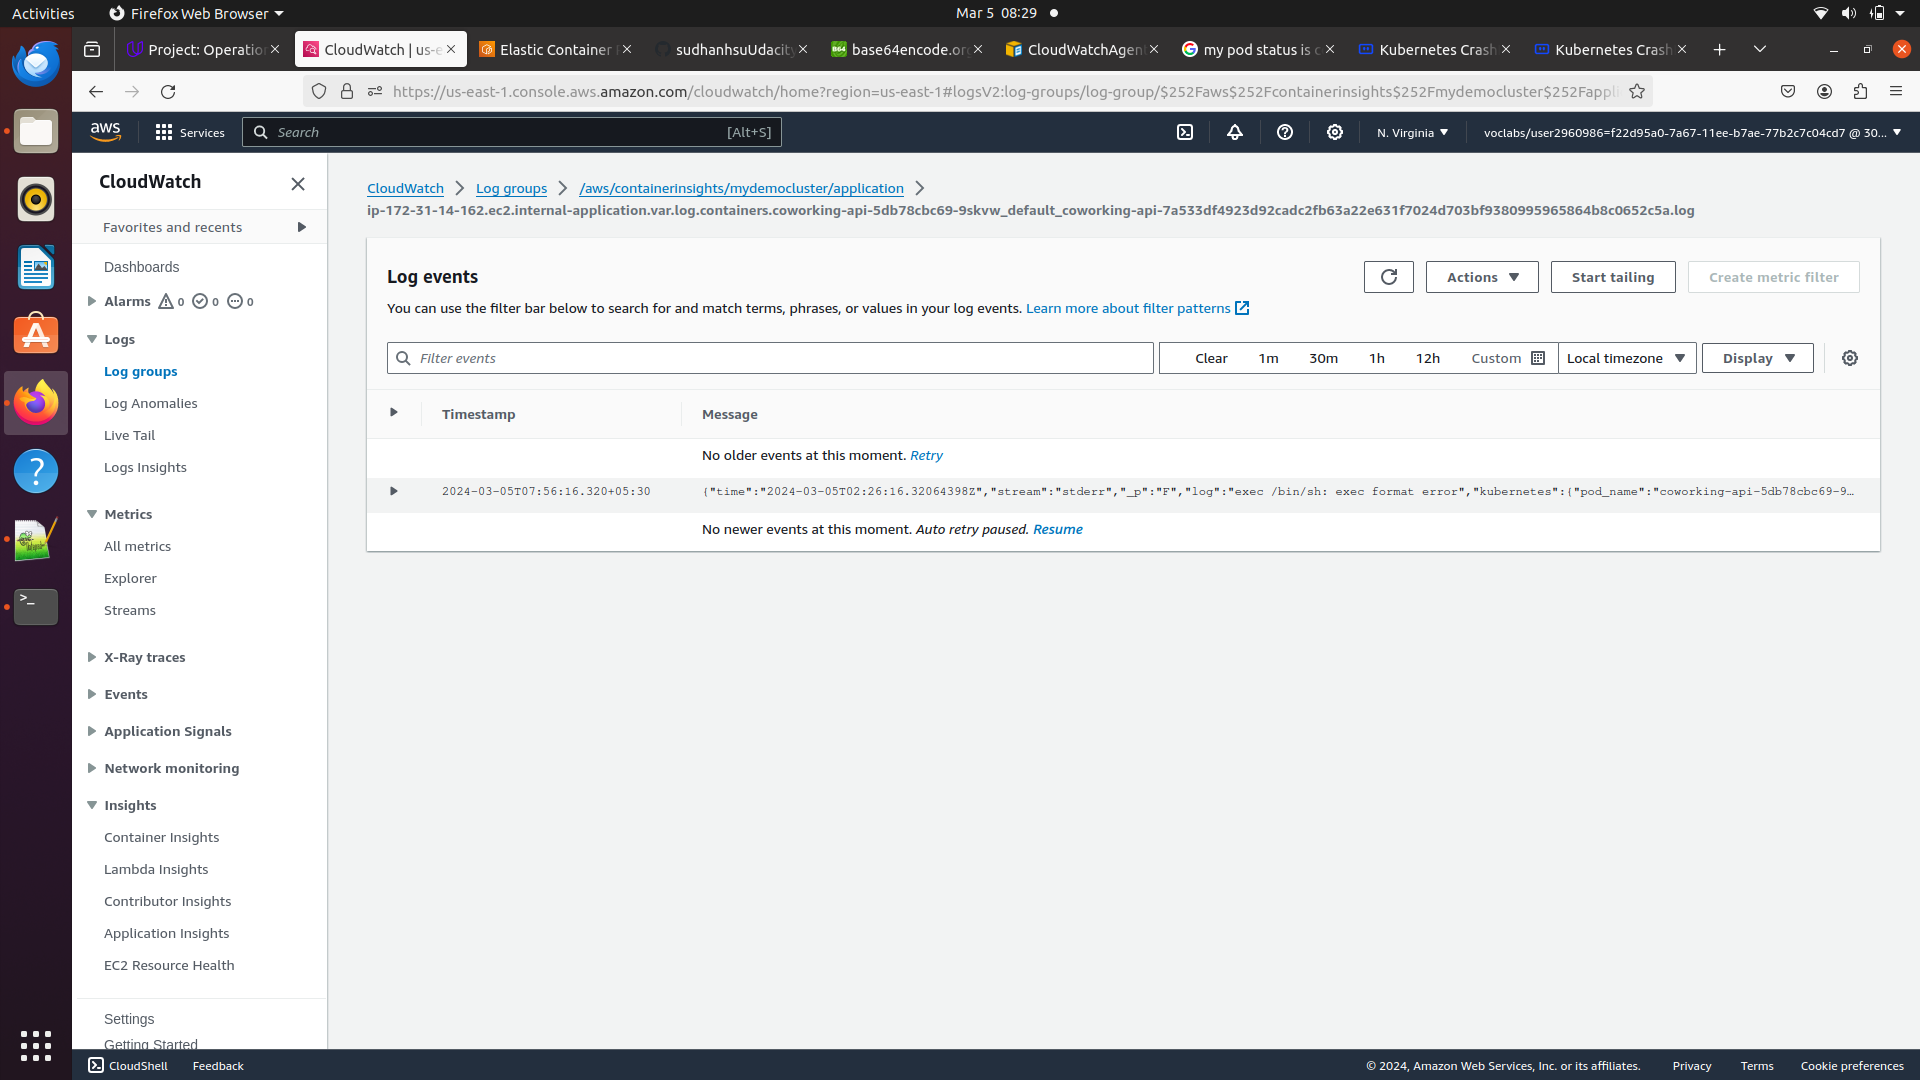 Activities
Firefox Web Browser
Mar 5 08:29
Project: Operatio
CloudWatch | us-e
Elastic Container
sudhanhsuUdacity
base64encode.or
CloudWatchAgen
my pod status is c
Kubernetes Crash
Kubernetes Crash
https://us-east-1.console.aws.amazon.com/cloudwatch/home?region=us-east-1#logsV2:log-groups/log-group/$252Faws$252Fcontainerinsights$252Fmydemocluster$252Fappli
aws
Services
Search
[Alt+S]
N. Virginia
voclabs/user2960986=f22d95a0-7a67-11ee-b7ae-77b2c7c04cd7 @ 30...
CloudWatch
Favorites and recents
Dashboards
Alarms 0 0 0
Logs
Log groups
Log Anomalies
Live Tail
Logs Insights
Metrics
All metrics
Explorer
Streams
X-Ray traces
Events
Application Signals
Network monitoring
Insights
Container Insights
Lambda Insights
Contributor Insights
Application Insights
EC2 Resource Health
Settings
Getting Started
CloudWatch
Log groups
/aws/containerinsights/mydemocluster/application
ip-172-31-14-162.ec2.internal-application.var.log.containers.coworking-api-5db78cbc69-9skvw_default_coworking-api-7a533df4923d92cadc2fb63a22e631f7024d703bf9380995965864b8c0652c5a.log
Log events
Actions
Start tailing
Create metric filter
You can use the filter bar below to search for and match terms, phrases, or values in your log events. Learn more about filter patterns
Filter events
Clear 1m 30m 1h 12h Custom
Local timezone
Display
Timestamp
Message
No older events at this moment. Retry
2024-03-05T07:56:16.320+05:30
{"time":"2024-03-05T02:26:16.32064398Z","stream":"stderr","_p":"F","log":"exec /bin/sh: exec format error","kubernetes":{"pod_name":"coworking-api-5db78cbc69-9…
No newer events at this moment. Auto retry paused. Resume
CloudShell
Feedback
© 2024, Amazon Web Services, Inc. or its affiliates.
Privacy
Terms
Cookie preferences